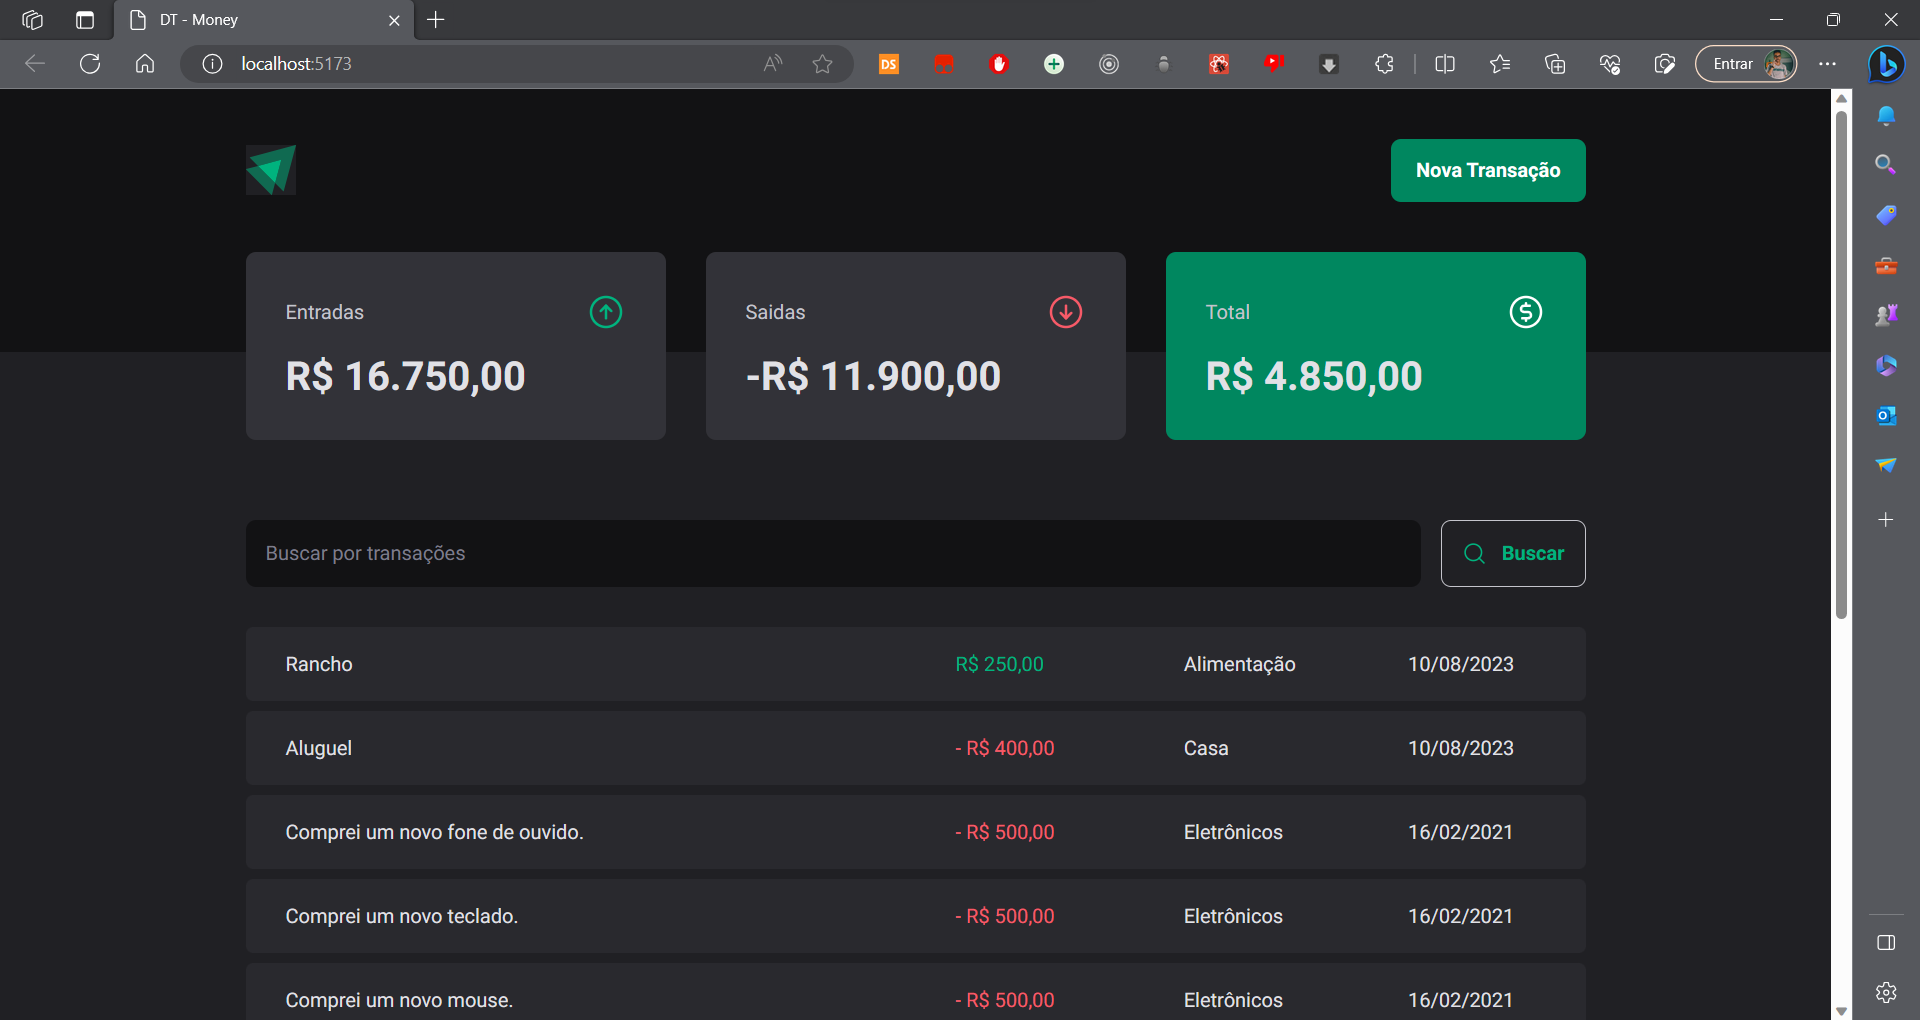 DT - Money
localhost:5173
DS
Entrar
Nova Transação
Entradas
R$ 16.750,00
Saidas
-R$ 11.900,00
Total
R$ 4.850,00
Buscar por transações
Buscar
Rancho R$ 250,00 Alimentação 10/08/2023
Aluguel - R$ 400,00 Casa 10/08/2023
Comprei um novo fone de ouvido. - R$ 500,00 Eletrônicos 16/02/2021
Comprei um novo teclado. - R$ 500,00 Eletrônicos 16/02/2021
Comprei um novo mouse. - R$ 500,00 Eletrônicos 16/02/2021